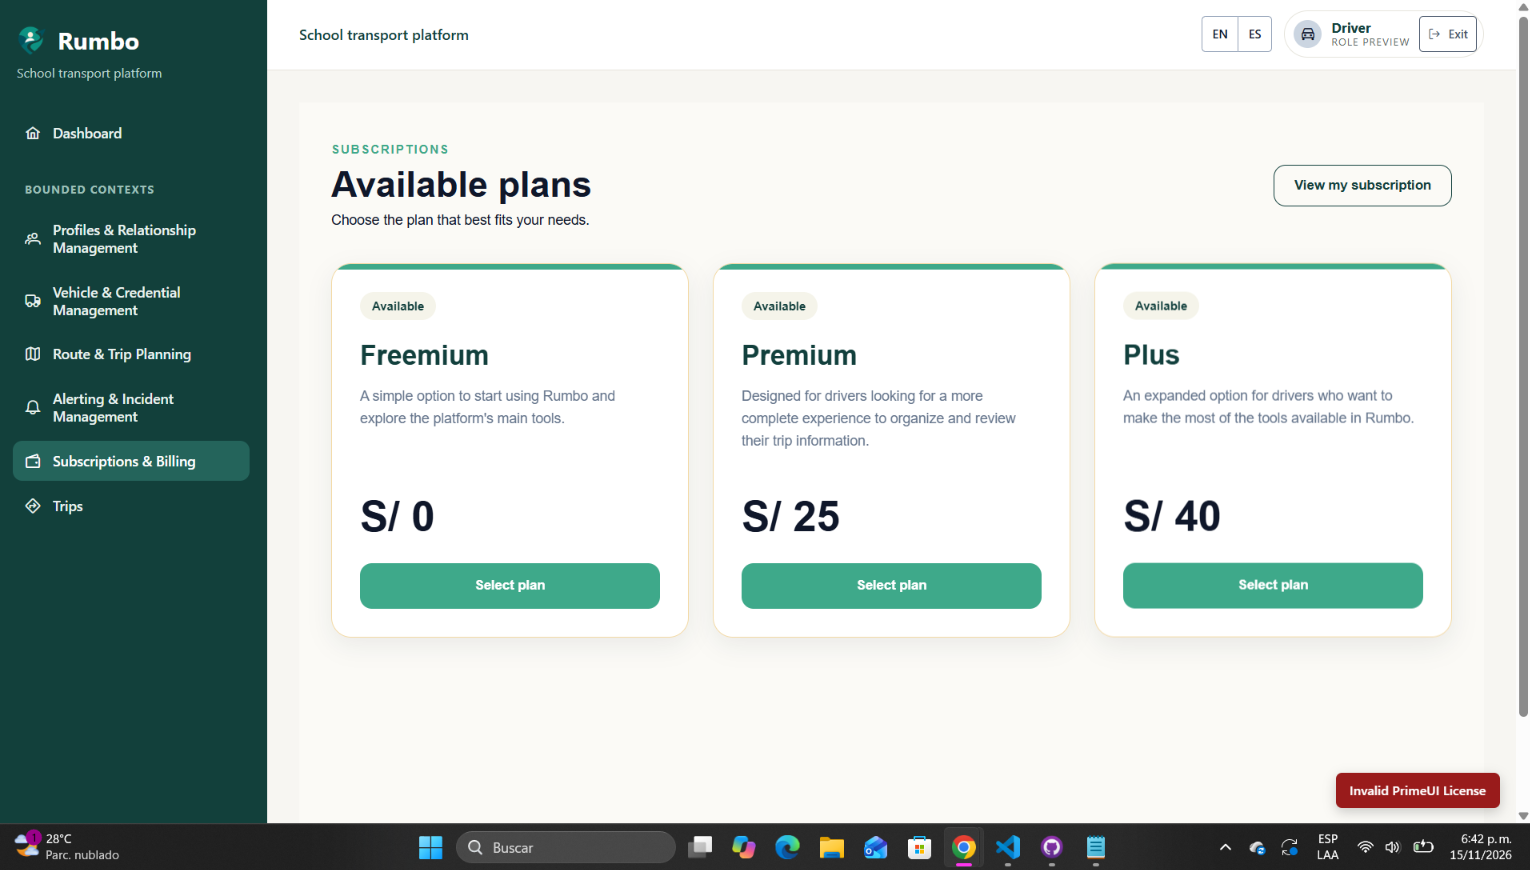 Rumbo
School transport platform
Dashboard
BOUNDED CONTEXTS
Profiles & Relationship
Management
Vehicle & Credential
Management
Route & Trip Planning
Alerting & Incident
Management
Subscriptions & Billing
Trips
School transport platform
EN
ES
Driver
ROLE PREVIEW
Exit
SUBSCRIPTIONS
Available plans
Choose the plan that best fits your needs.
View my subscription
Available
Freemium
A simple option to start using Rumbo and
explore the platform's main tools.
S/ 0
Select plan
Available
Premium
Designed for drivers looking for a more
complete experience to organize and review
their trip information.
S/ 25
Select plan
Available
Plus
An expanded option for drivers who want to
make the most of the tools available in Rumbo.
S/ 40
Select plan
Invalid PrimeUI License
1
28°C
Parc. nublado
Buscar
ESP
LAA
6:42 p. m.
15/11/2026